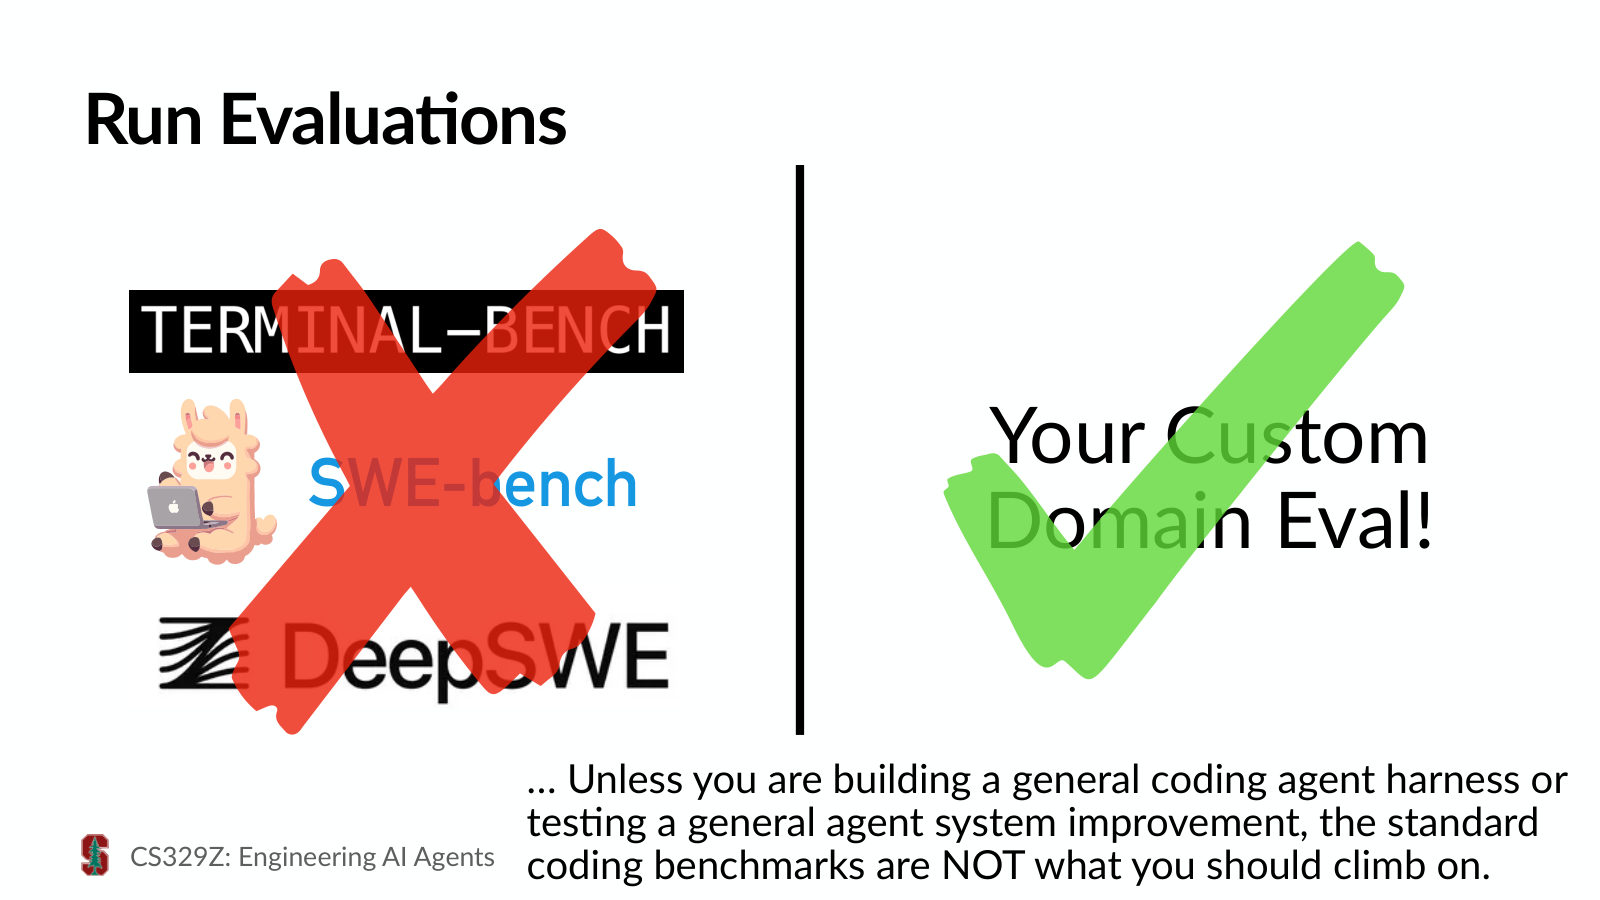 Run Evaluations
TERMINAL–BENCH
SWE-bench
DeepSWE
Your Custom
Domain Eval!
... Unless you are building a general coding agent harness or
testing a general agent system improvement, the standard
coding benchmarks are NOT what you should climb on.
CS329Z: Engineering AI Agents